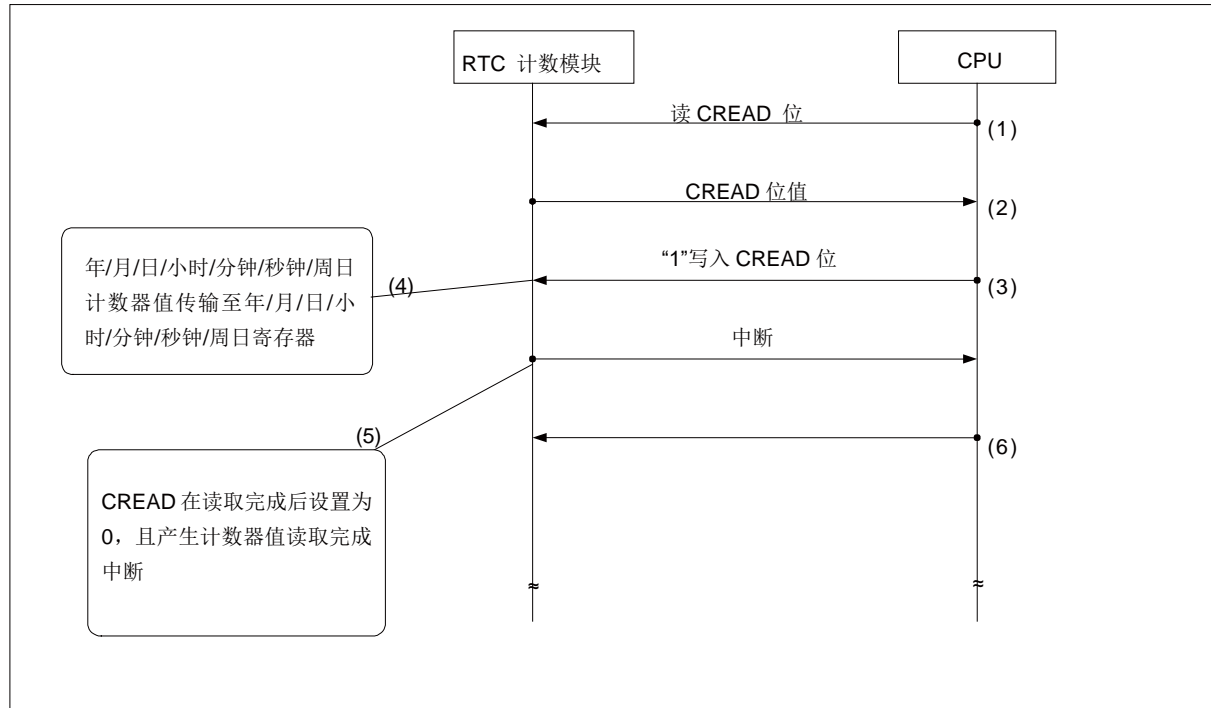 RTC 计数模块
CPU
读 CREAD 位
(1)
CREAD 位值
(2)
“1”写入 CREAD 位
(3)
年/月/日/小时/分钟/秒钟/周日
计数器值传输至年/月/日/小
时/分钟/秒钟/周日寄存器
(4)
中断
(5)
(6)
CREAD 在读取完成后设置为
0，且产生计数器值读取完成
中断
≈
≈